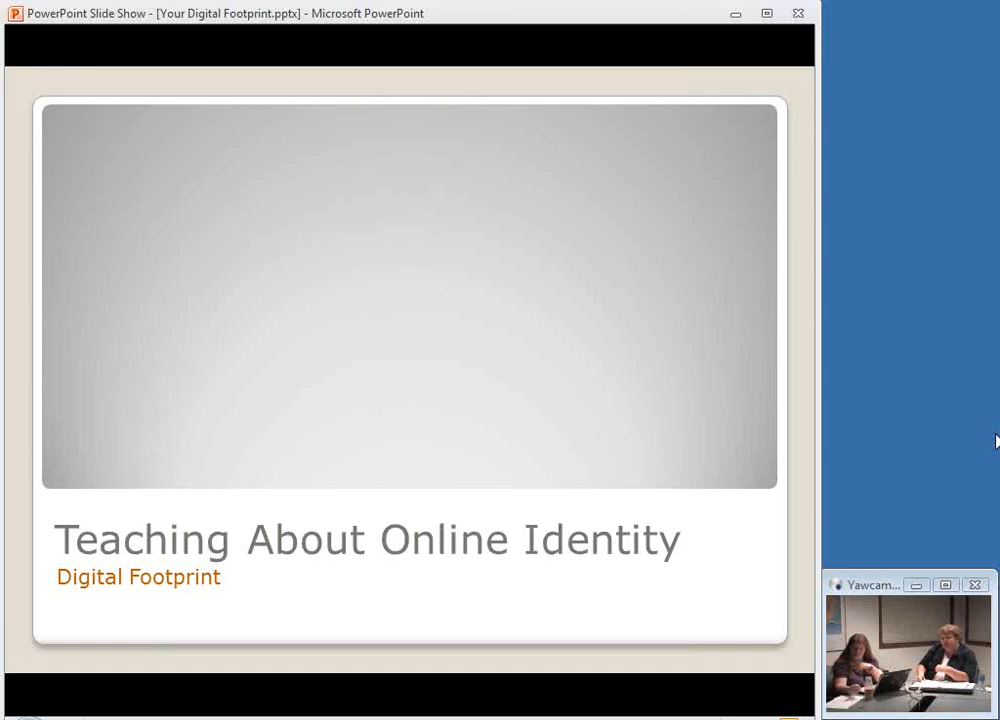 PowerPoint Slide Show - [Your Digital Footprint.pptx] - Microsoft PowerPoint
Teaching About Online Identity
Digital Footprint
Yawcam...